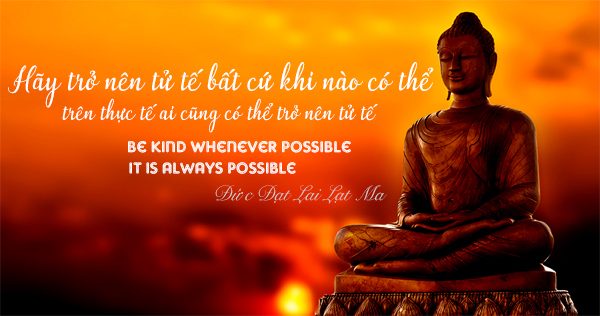 Hãy trở nên tử tế bất cứ khi nào có thể
trên thực tế ai cũng có thể trở nên tử tế
BE KIND WHENEVER POSSIBLE
IT IS ALWAYS POSSIBLE
Đức Đạt Lai Lạt Ma